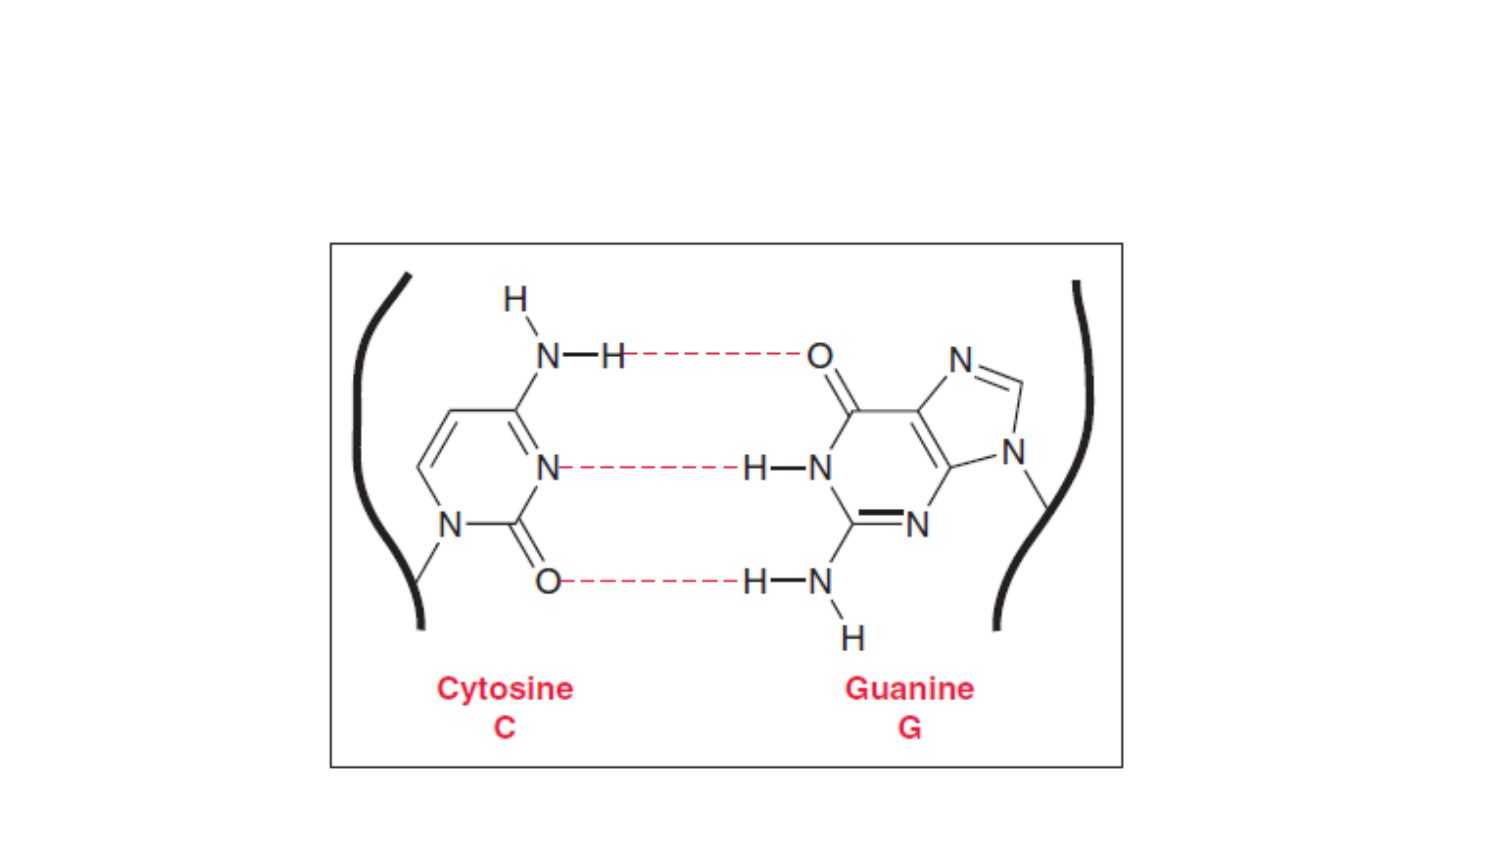 H
N H O N
H N N
N N
O H N
H
Cytosine Guanine
C G